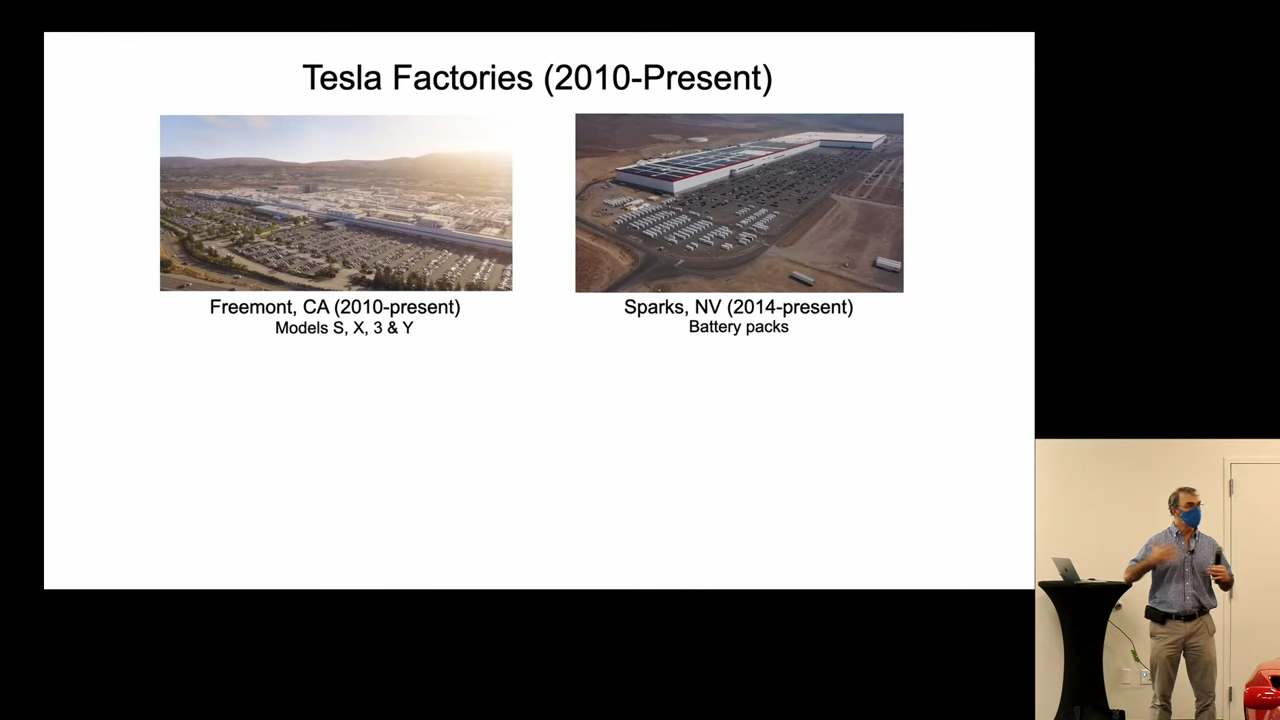 Tesla Factories (2010-Present)
Freemont, CA (2010-present)
Models S, X, 3 & Y
Sparks, NV (2014-present)
Battery packs